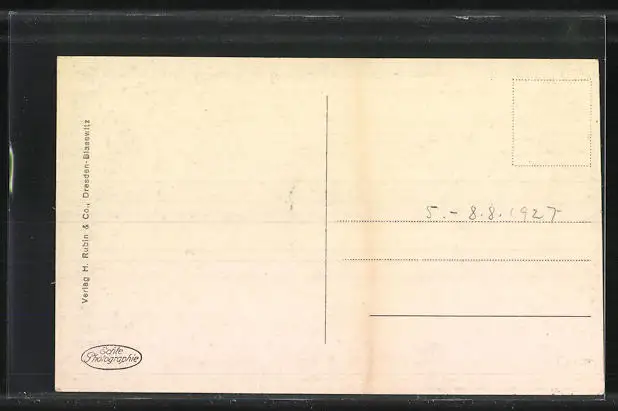 Verlag H. Rubin & Co., Dresden-Blasewitz
5. - 8.8.1927
Echte
Photographie